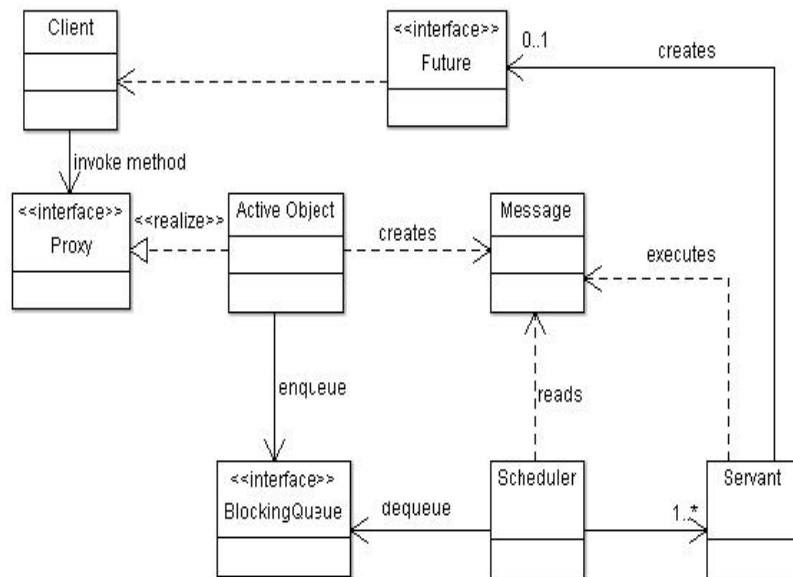 Client
<<interface>>
Future
0..1
creates
invoke method
<<interface>>
Proxy
<<realize>>
Active Object
creates
Message
executes
enqueue
reads
<<interface>>
BlockingQueue
dequeue
Scheduler
1..*
Servant